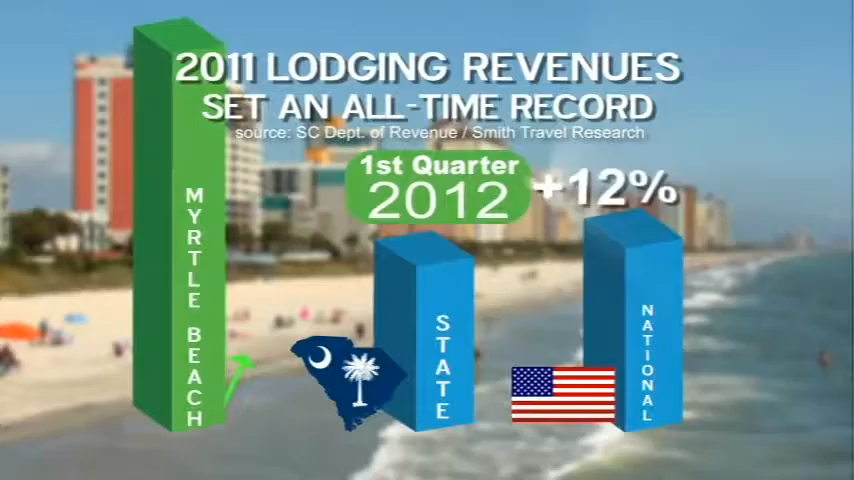 2011 LODGING REVENUES
SET AN ALL-TIME RECORD
source: SC Dept. of Revenue / Smith Travel Research
1st Quarter
2012
+12%
MYRTLE BEACH
STATE
NATIONAL